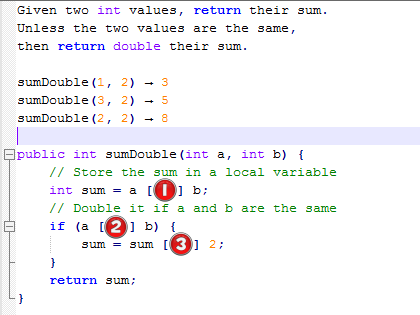 Given two int values, return their sum.
Unless the two values are the same,
then return double their sum.
sumDouble(1, 2) → 3
sumDouble(3, 2) → 5
sumDouble(2, 2) → 8
public int sumDouble(int a, int b) {
// Store the sum in a local variable
int sum = a [1] b;
// Double it if a and b are the same
if (a [2] b) {
sum = sum [3] 2;
}
return sum;
}